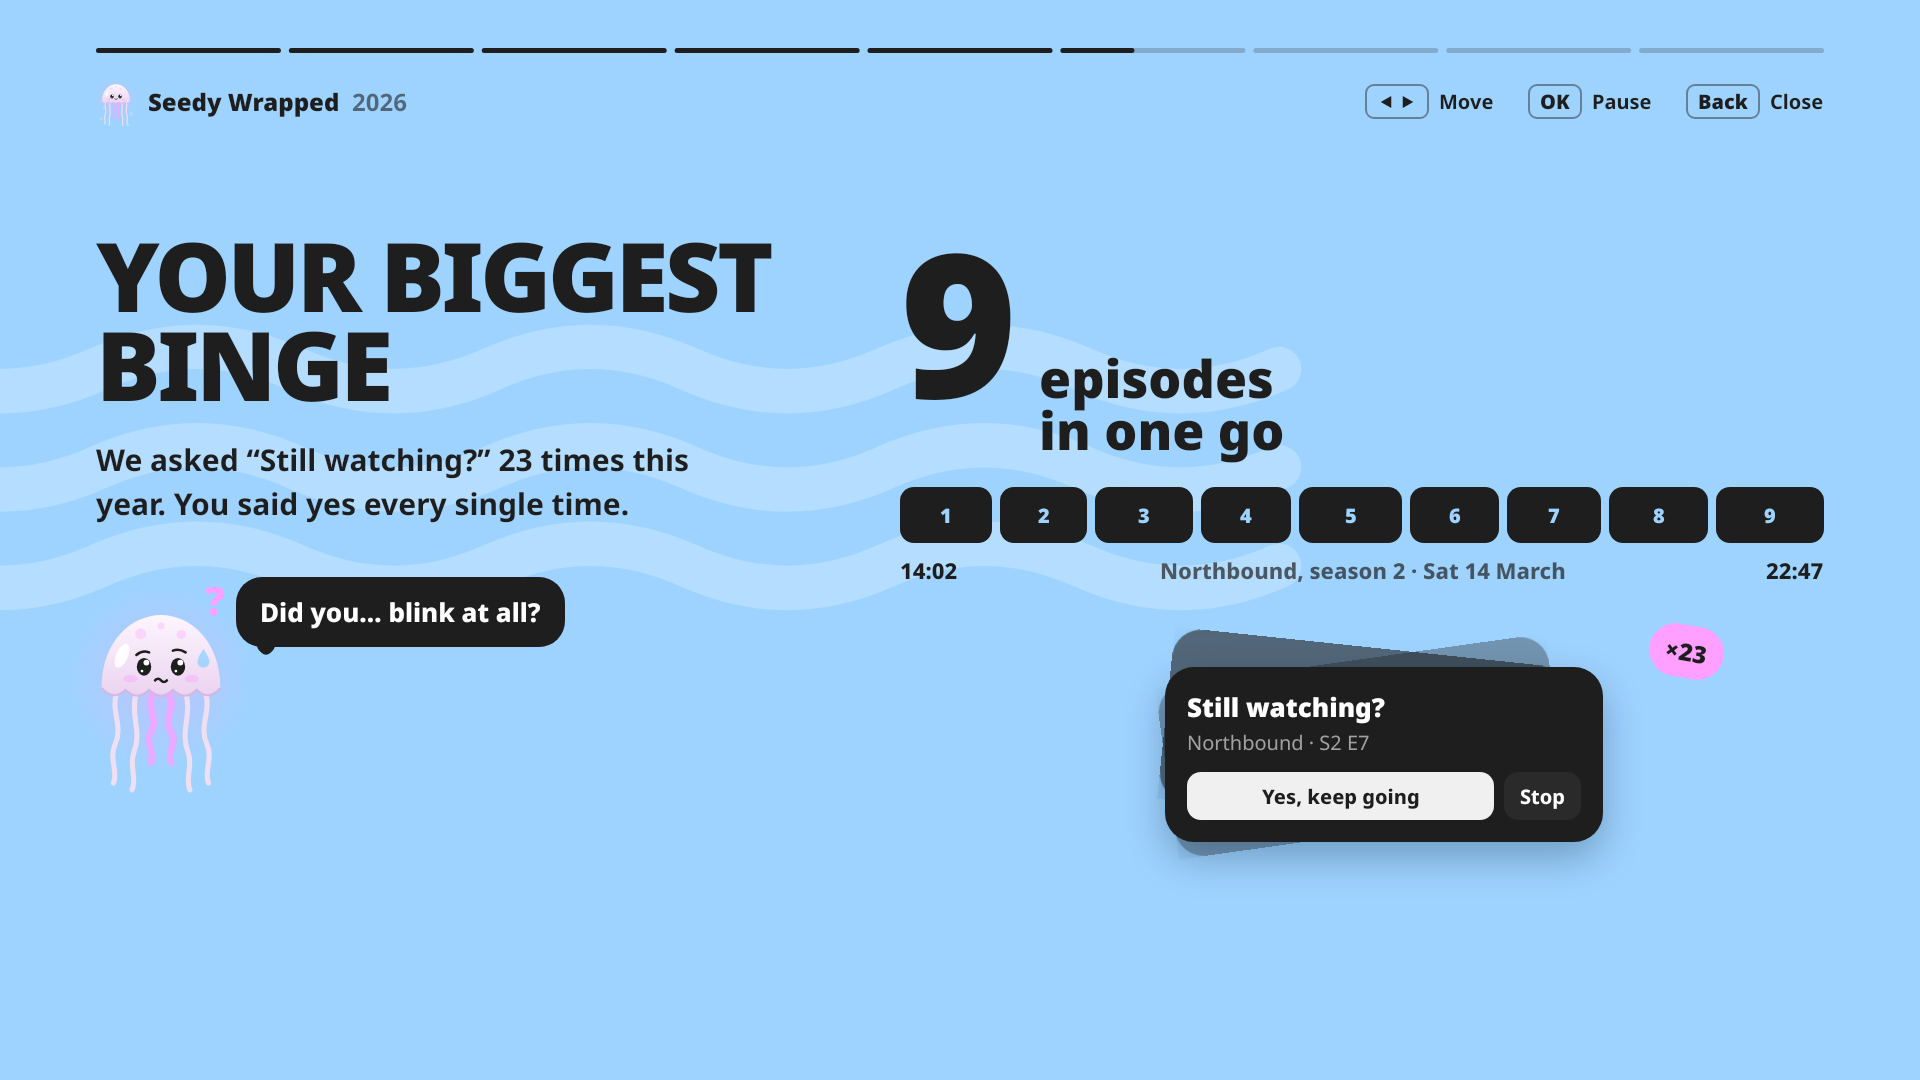 Seedy Wrapped 2026
◀ ▶ Move OK Pause Back Close
YOUR BIGGEST
BINGE
We asked “Still watching?” 23 times this
year. You said yes every single time.
?
Did you... blink at all?
9
episodes
in one go
1 2 3 4 5 6 7 8 9
14:02 Northbound, season 2 · Sat 14 March 22:47
×23
Still watching?
Northbound · S2 E7
Yes, keep going Stop